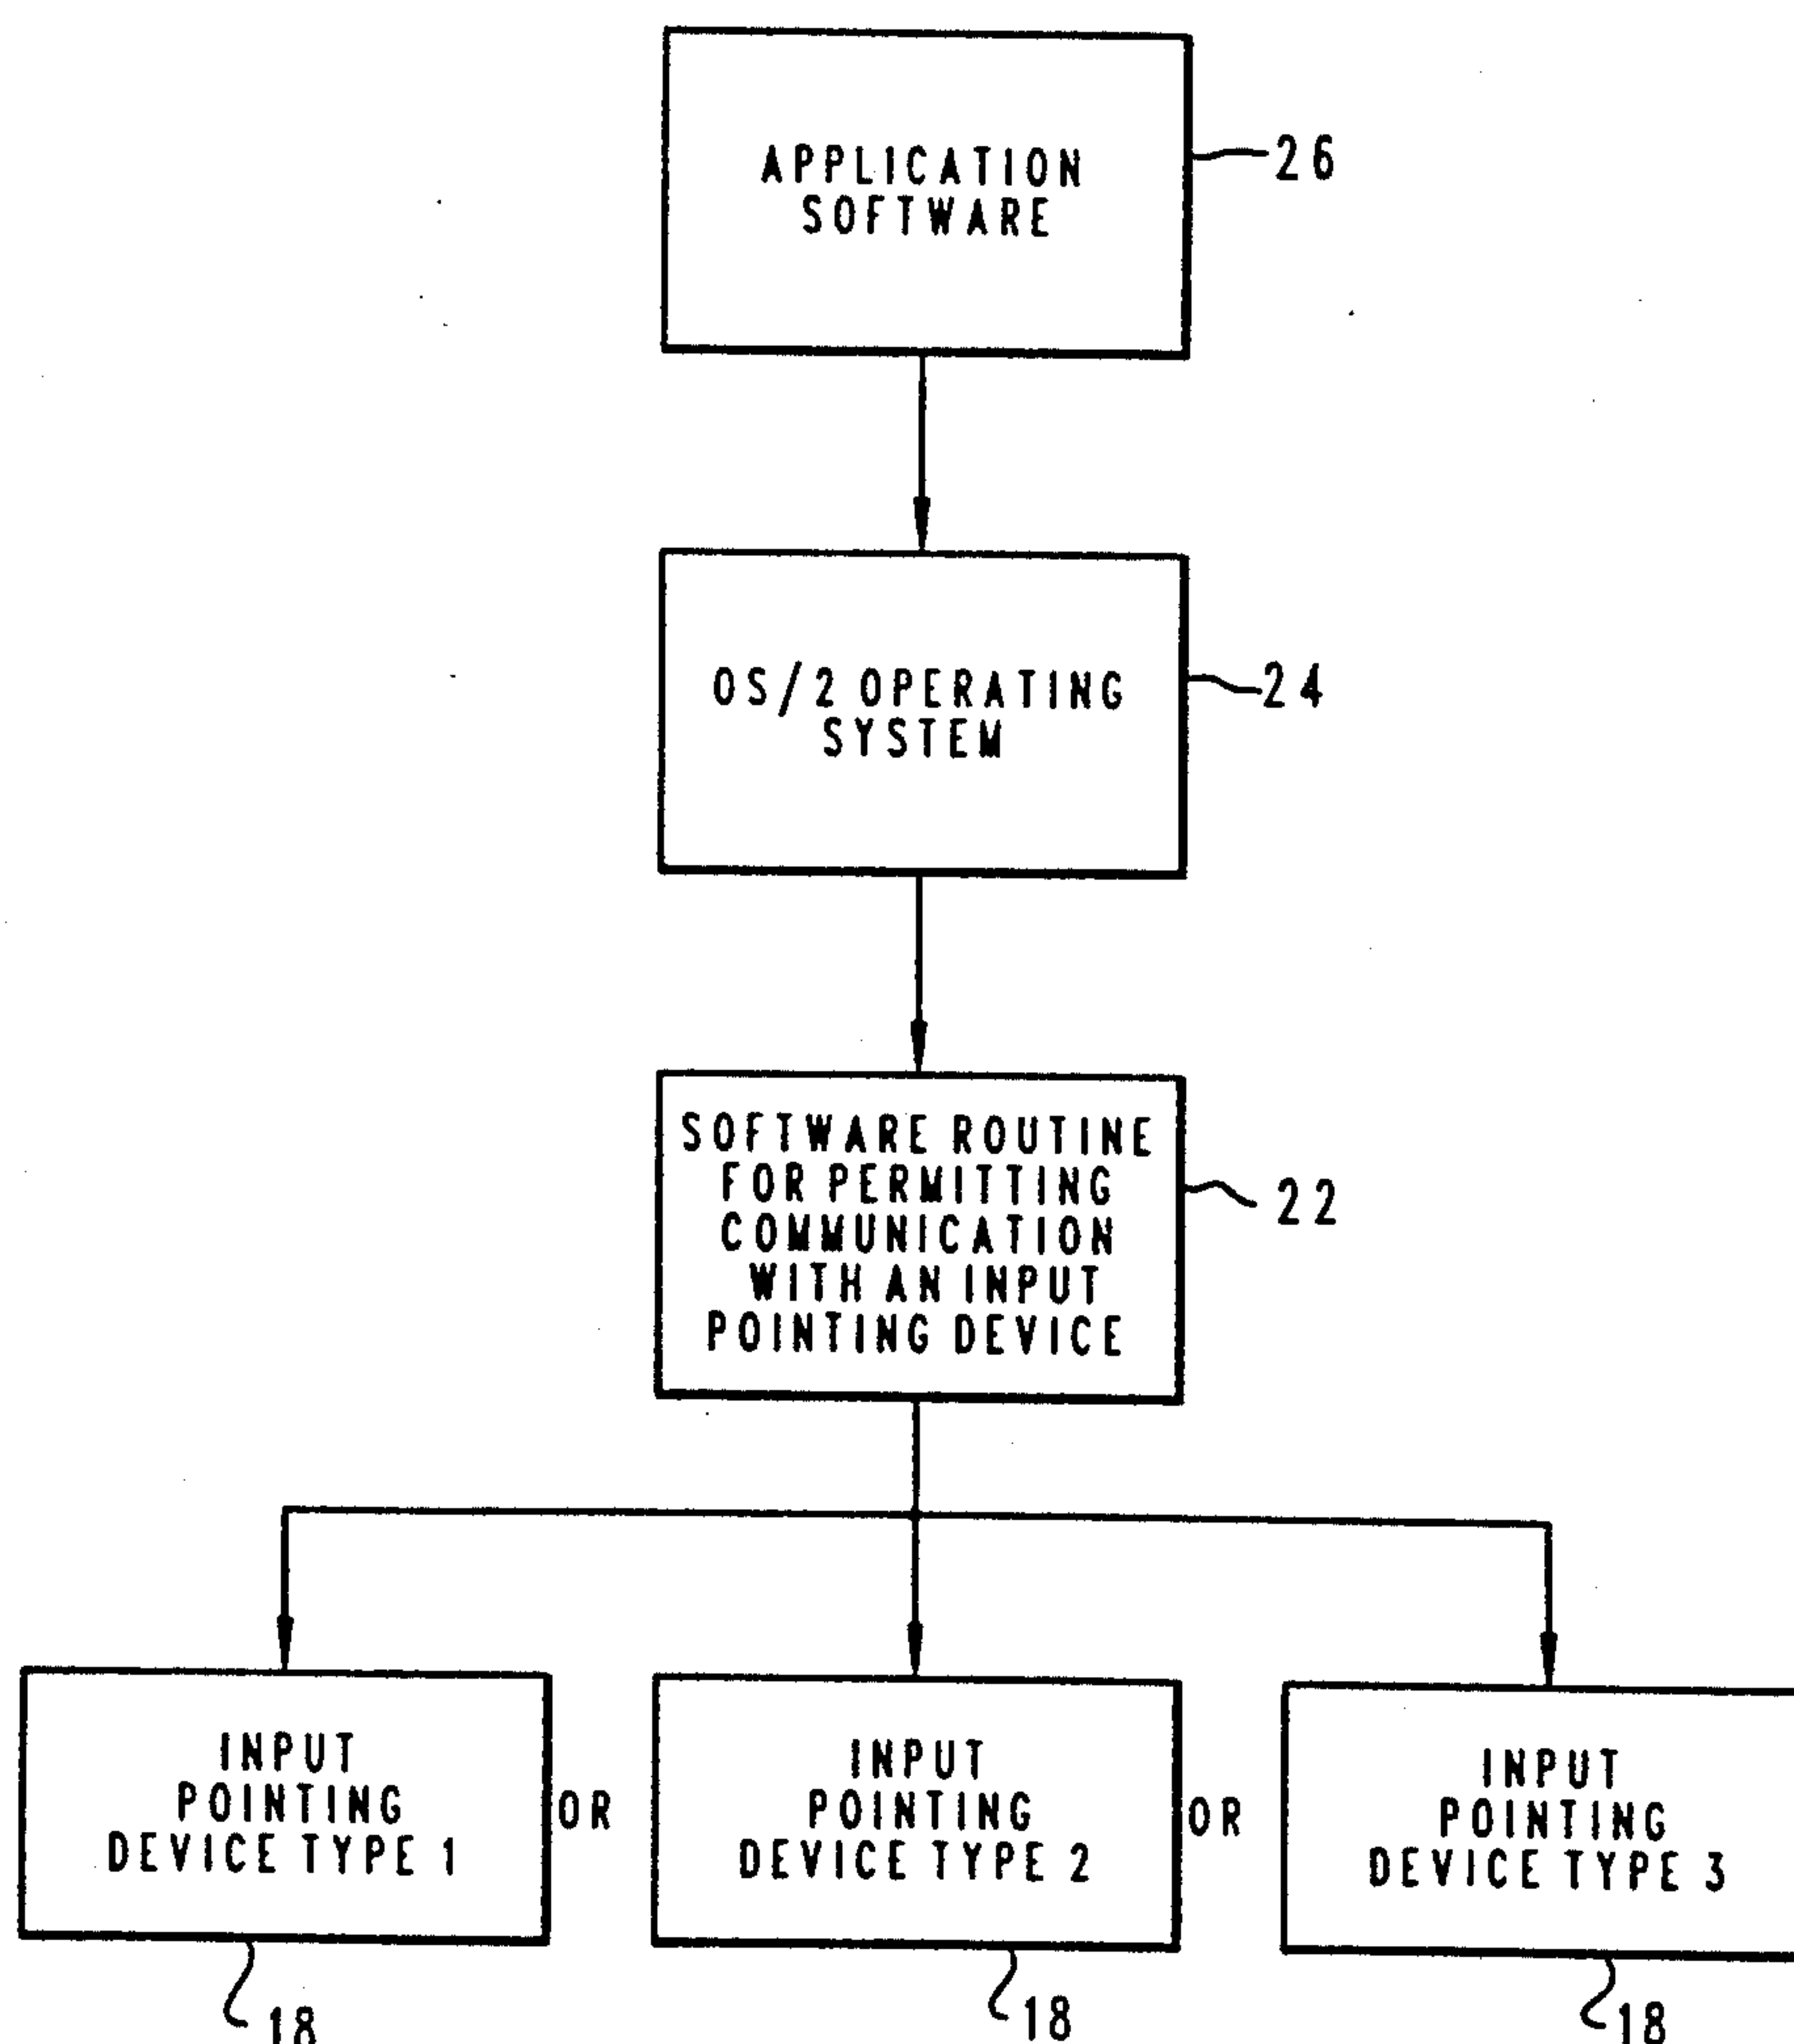 APPLICATION
SOFTWARE
26
OS/2 OPERATING
SYSTEM
24
SOFTWARE ROUTINE
FOR PERMITTING
COMMUNICATION
WITH AN INPUT
POINTING DEVICE
22
INPUT
POINTING
DEVICE TYPE 1
OR
INPUT
POINTING
DEVICE TYPE 2
OR
INPUT
POINTING
DEVICE TYPE 3
18
18
18